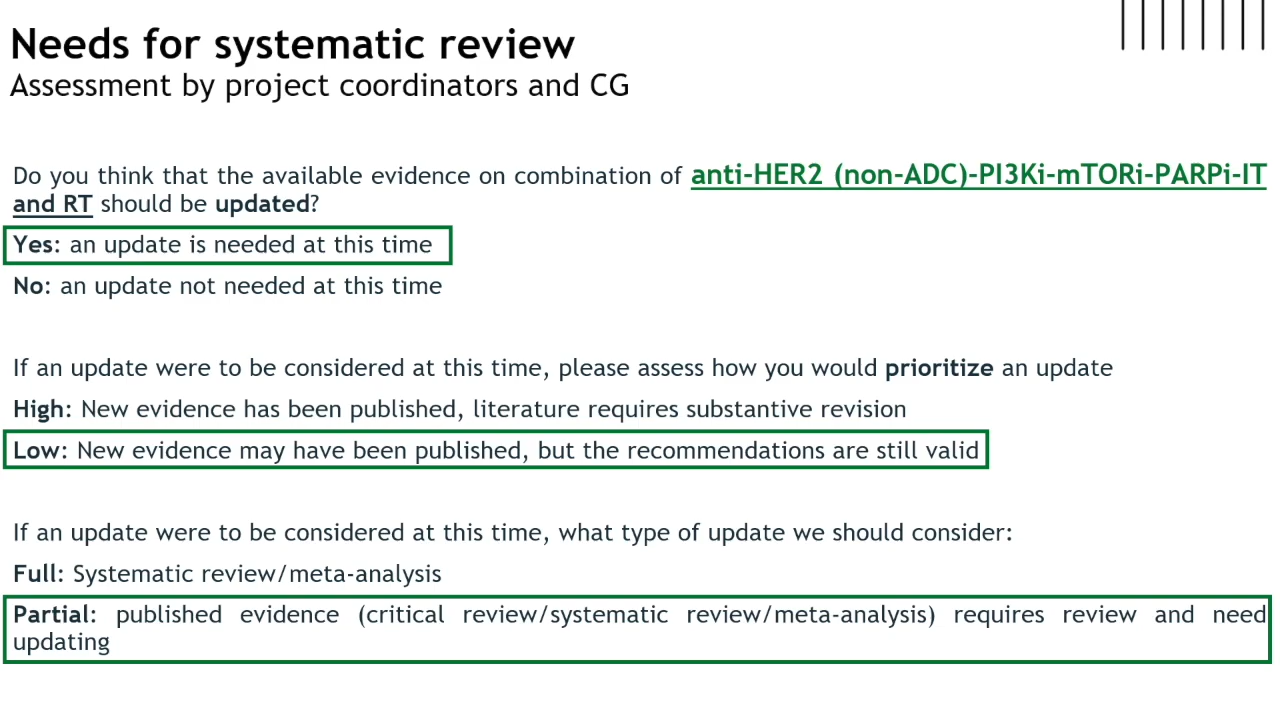 Needs for systematic review
Assessment by project coordinators and CG
Do you think that the available evidence on combination of anti-HER2 (non-ADC)-PI3Ki-mTORi-PARPi-IT
and RT should be updated?
Yes: an update is needed at this time
No: an update not needed at this time
If an update were to be considered at this time, please assess how you would prioritize an update
High: New evidence has been published, literature requires substantive revision
Low: New evidence may have been published, but the recommendations are still valid
If an update were to be considered at this time, what type of update we should consider:
Full: Systematic review/meta-analysis
Partial: published evidence (critical review/systematic review/meta-analysis) requires review and need
updating